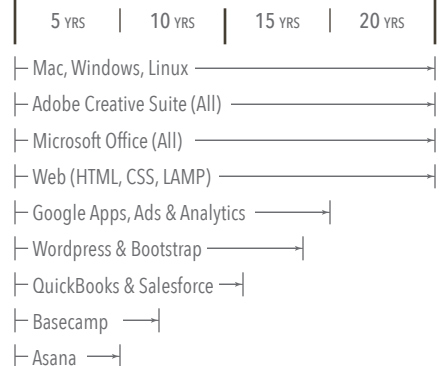 5 YRS 10 YRS 15 YRS 20 YRS
Mac, Windows, Linux
Adobe Creative Suite (All)
Microsoft Office (All)
Web (HTML, CSS, LAMP)
Google Apps, Ads & Analytics
Wordpress & Bootstrap
QuickBooks & Salesforce
Basecamp
Asana